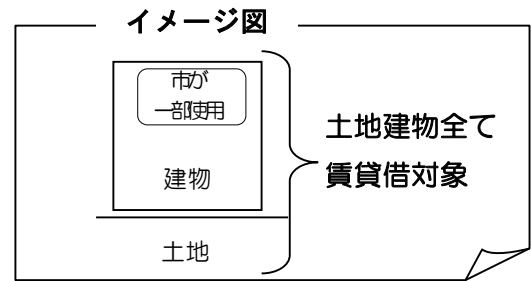 イメージ図
市が
一部使用
建物
土地
土地建物全て
賃貸借対象